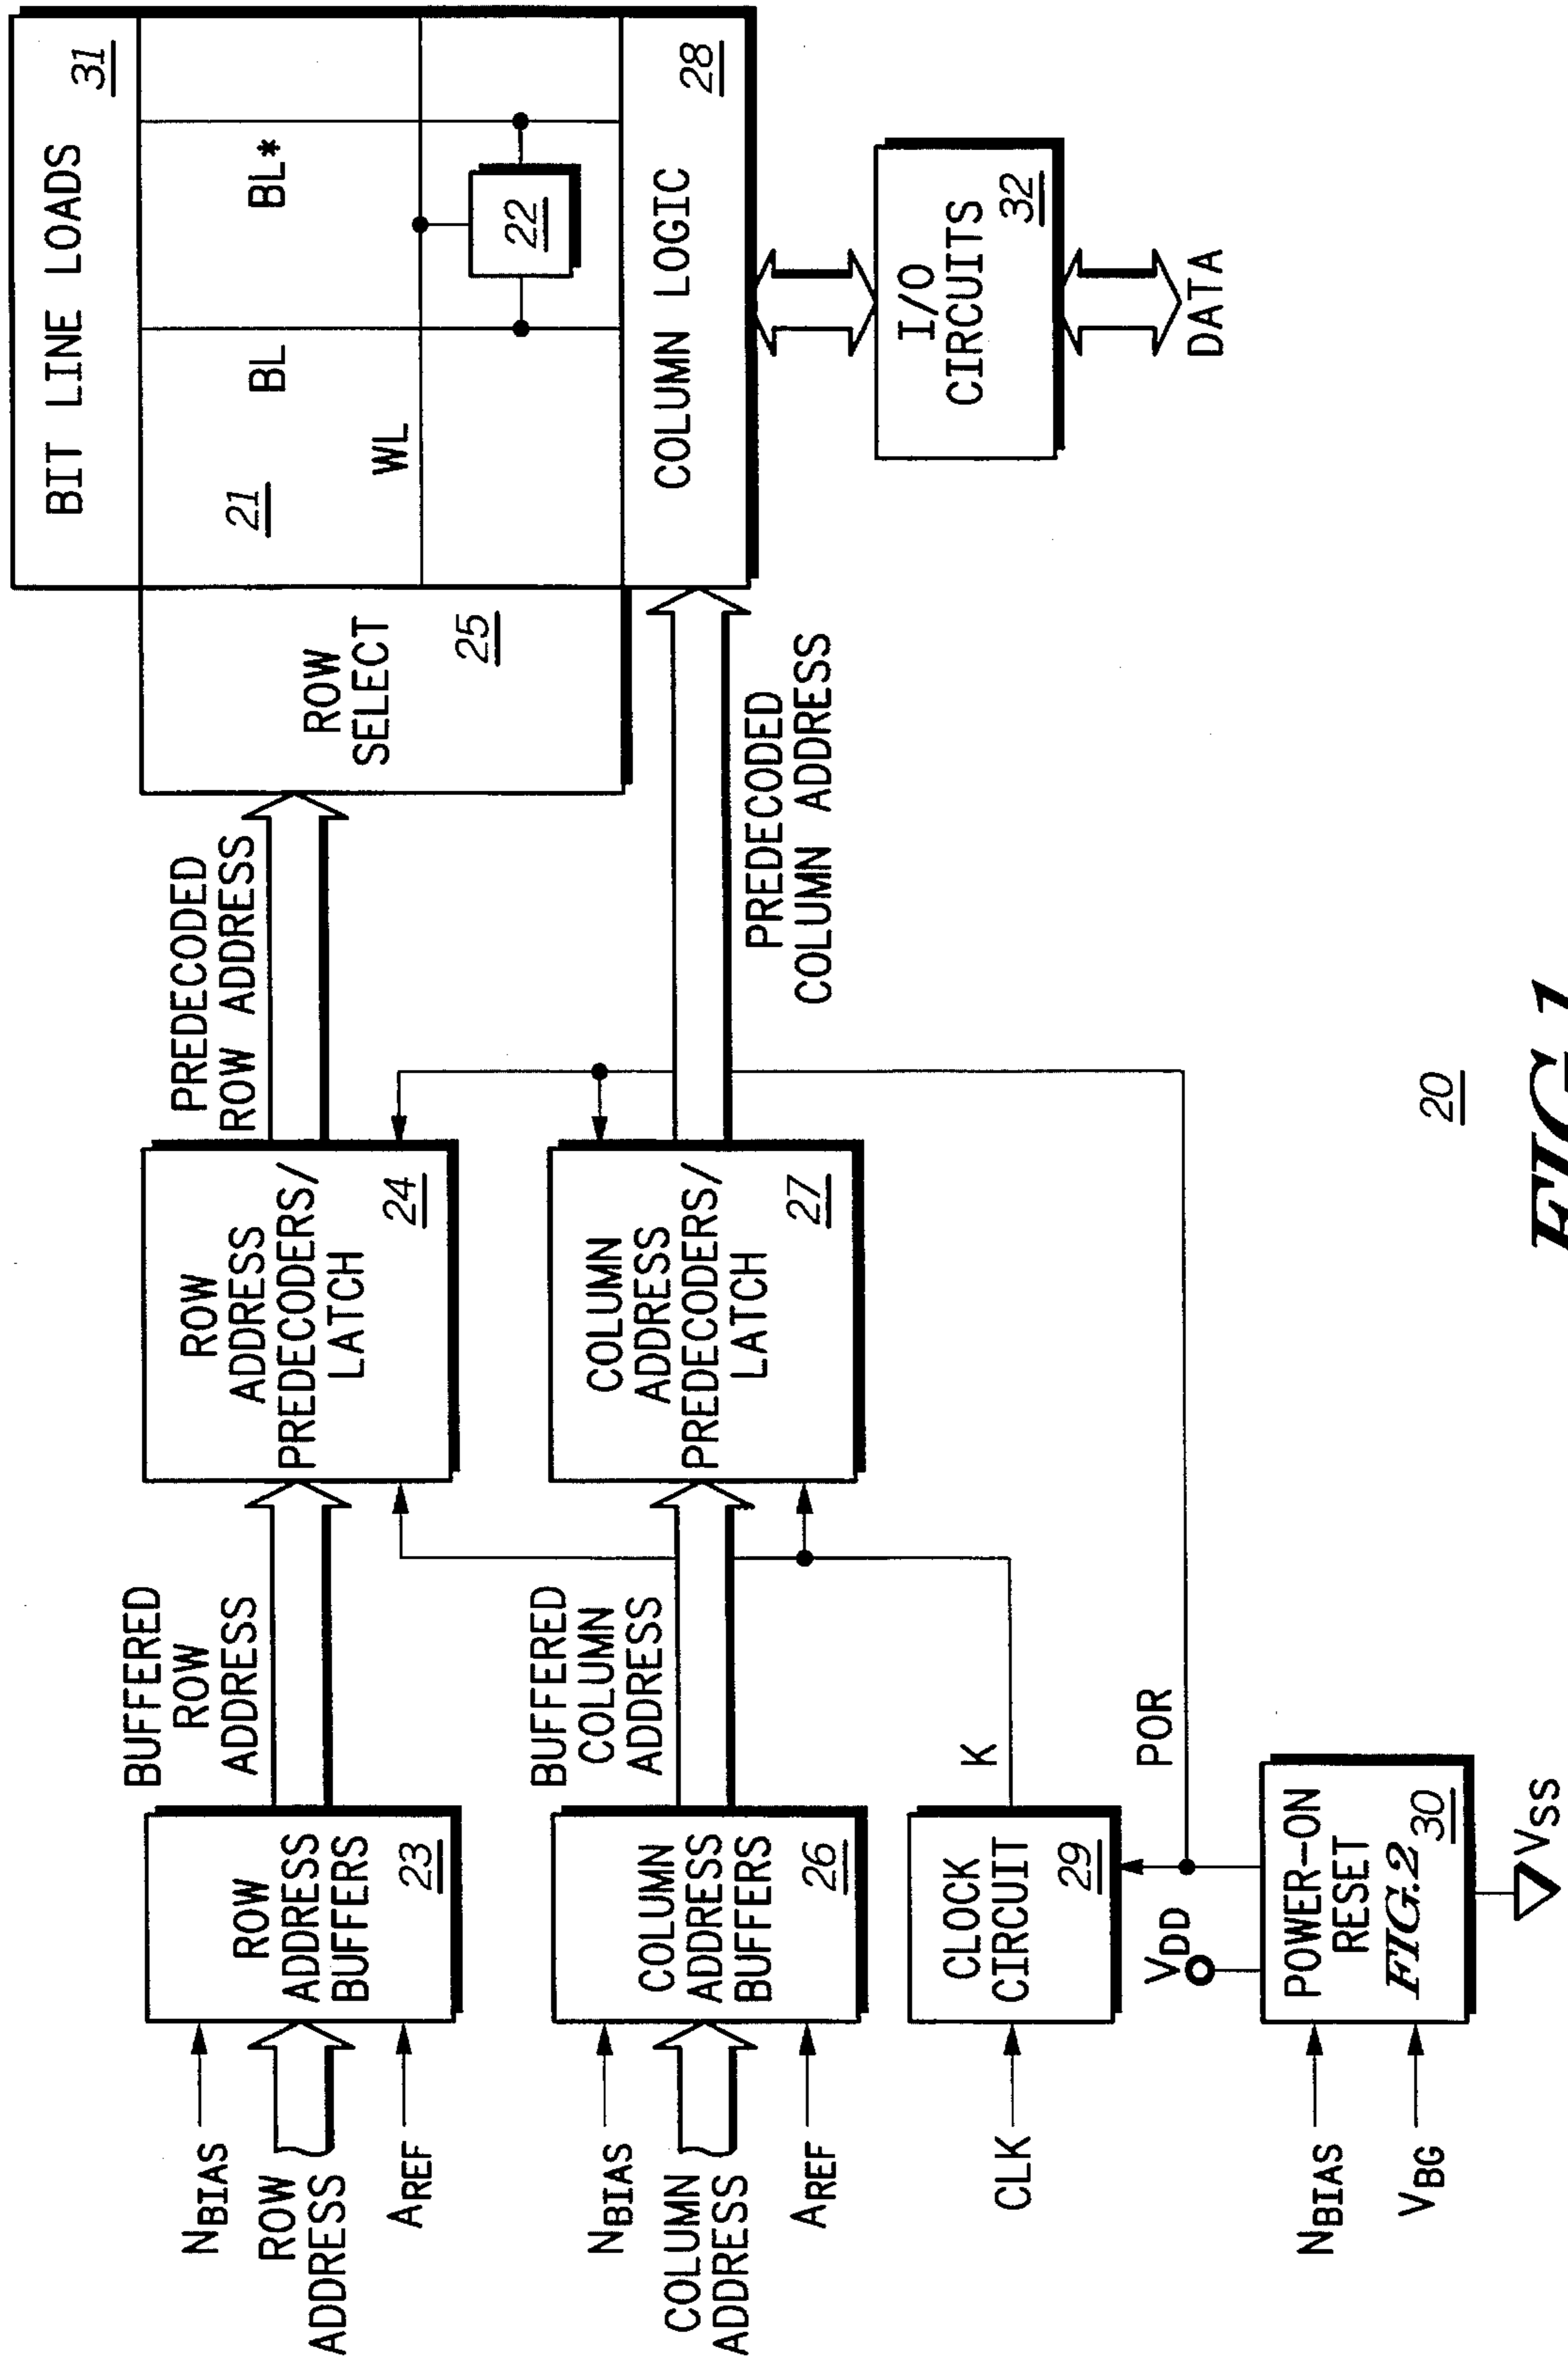 BIT LINE LOADS
31
21
BL
BL*
WL
22
ROW
SELECT
25
COLUMN LOGIC
28
I/O
CIRCUITS
32
DATA
PREDECODED
ROW ADDRESS
PREDECODED
COLUMN ADDRESS
ROW
ADDRESS
PREDECODERS/
LATCH
24
COLUMN
ADDRESS
PREDECODERS/
LATCH
27
BUFFERED
ROW
ADDRESS
BUFFERED
COLUMN
ADDRESS
K
POR
ROW
ADDRESS
BUFFERS
23
COLUMN
ADDRESS
BUFFERS
26
CLOCK
CIRCUIT
29
VDD
POWER-ON
RESET
FIG.2
30
VSS
NBIAS
ROW
ADDRESS
AREF
NBIAS
COLUMN
ADDRESS
AREF
CLK
NBIAS
VBG
20
FIG.1